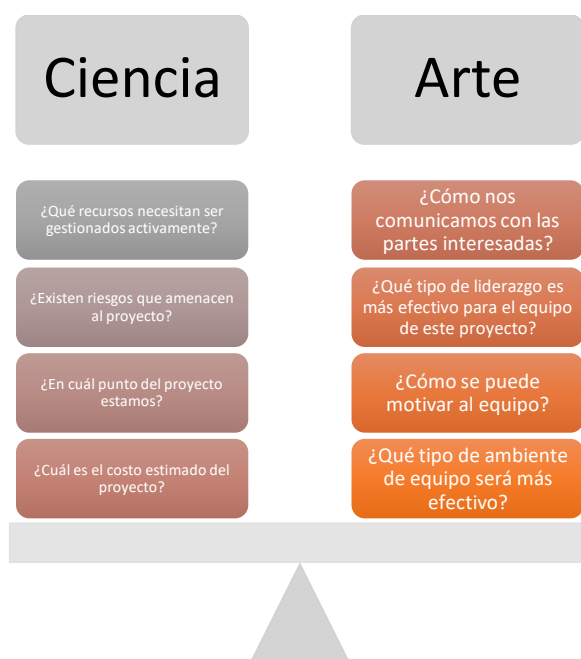 Ciencia
¿Qué recursos necesitan ser
gestionados activamente?
¿Existen riesgos que amenacen
al proyecto?
¿En cuál punto del proyecto
estamos?
¿Cuál es el costo estimado del
proyecto?
Arte
¿Cómo nos
comunicamos con las
partes interesadas?
¿Qué tipo de liderazgo es
más efectivo para el equipo
de este proyecto?
¿Cómo se puede
motivar al equipo?
¿Qué tipo de ambiente
de equipo será más
efectivo?